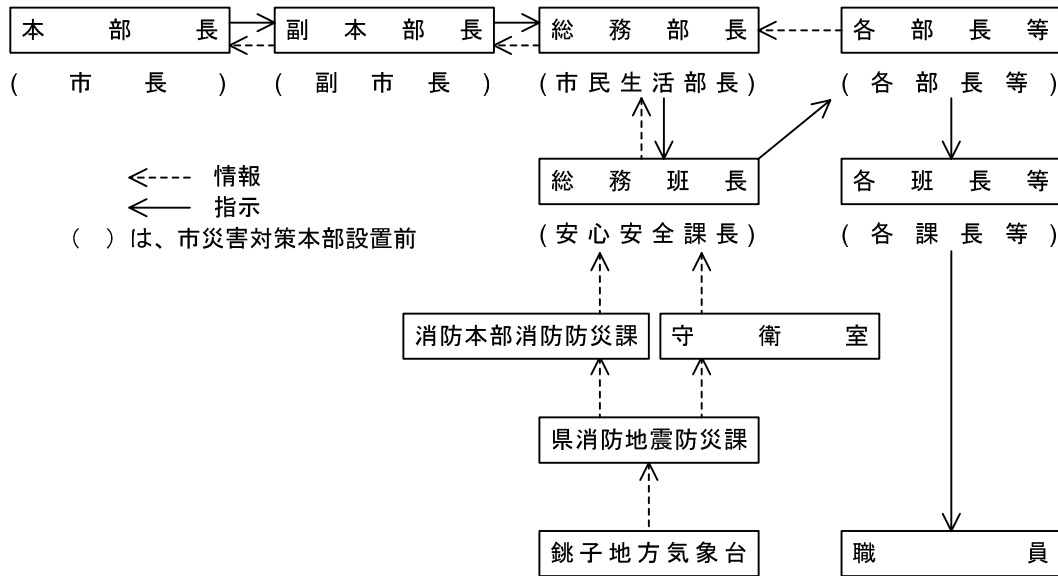 本部長 副本部長 総務部長 各部長等
(市長) (副市長) (市民生活部長) (各部長等)
総務班長 各班長等
情報
指示
( )は、市災害対策本部設置前
(安心安全課長) (各課長等)
消防本部消防防災課 守衛室
県消防地震防災課
銚子地方気象台 職員